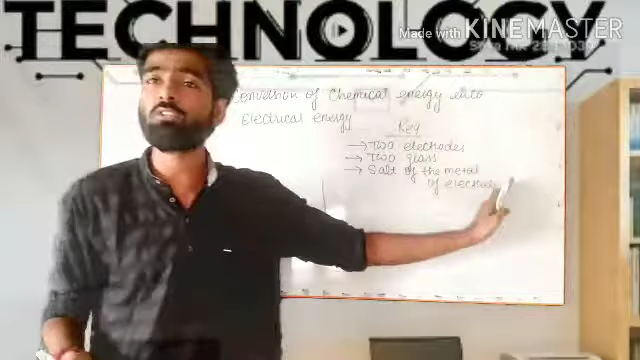 TECHNOLOGY
Made with KINEMASTER
Conversion of Chemical energy into
Electrical energy
Key
→ Two electrodes
→ Two glass
→ Salt of the metal
of electrode